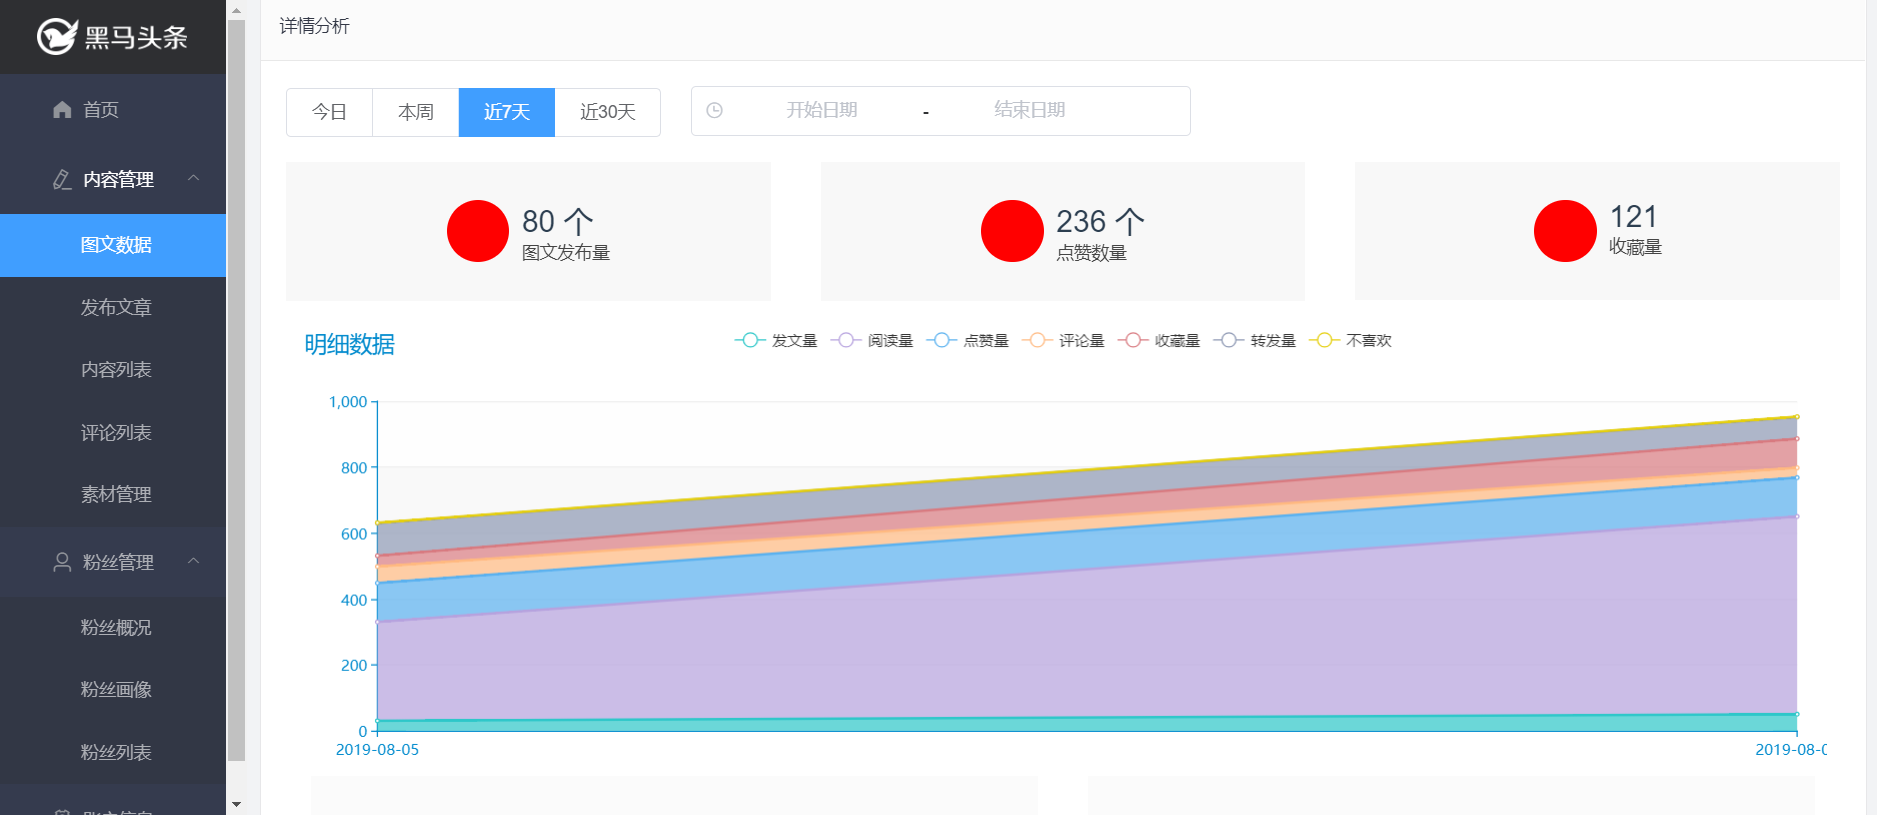 黑马头条
首页
内容管理
图文数据
发布文章
内容列表
评论列表
素材管理
粉丝管理
粉丝概况
粉丝画像
粉丝列表
详情分析
今日 本周 近7天 近30天 开始日期 - 结束日期
80 个
图文发布量
236 个
点赞数量
121
收藏量
明细数据
发文量 阅读量 点赞量 评论量 收藏量 转发量 不喜欢
1,000
800
600
400
200
0
2019-08-05 2019-08-0